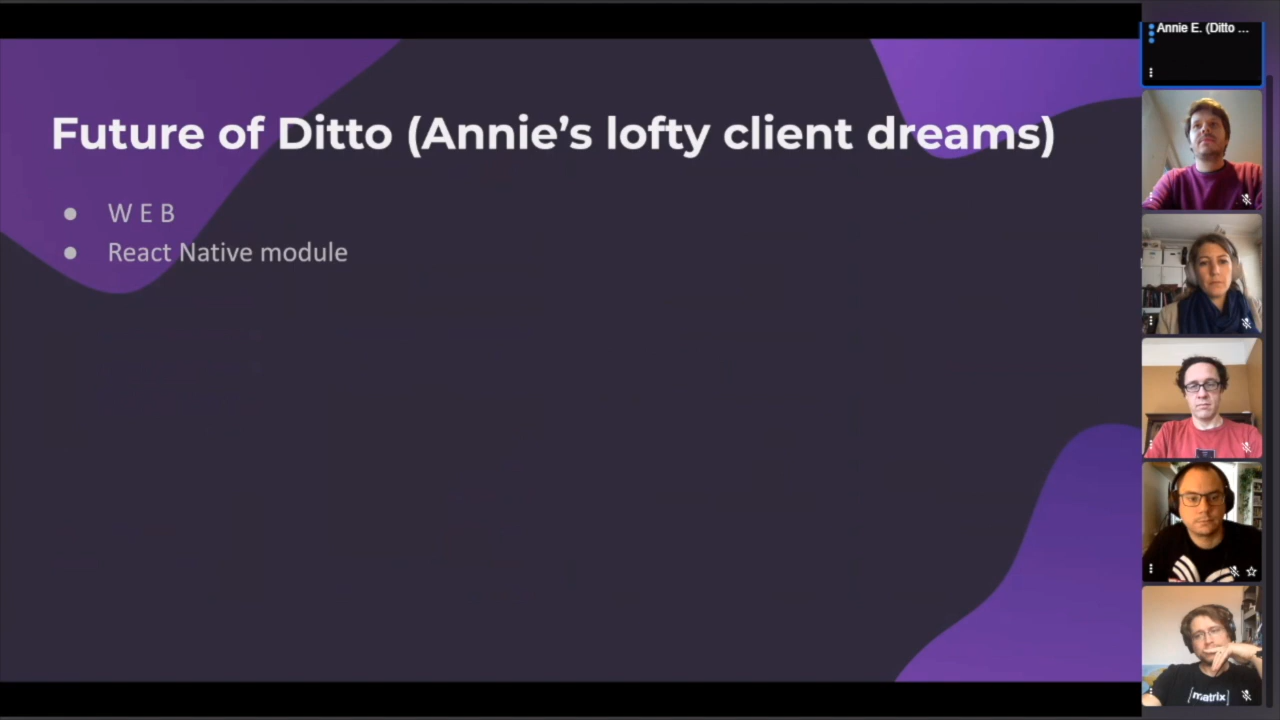 Annie E. (Ditto ...
Future of Ditto (Annie’s lofty client dreams)
● W E B
● React Native module
[matrix]